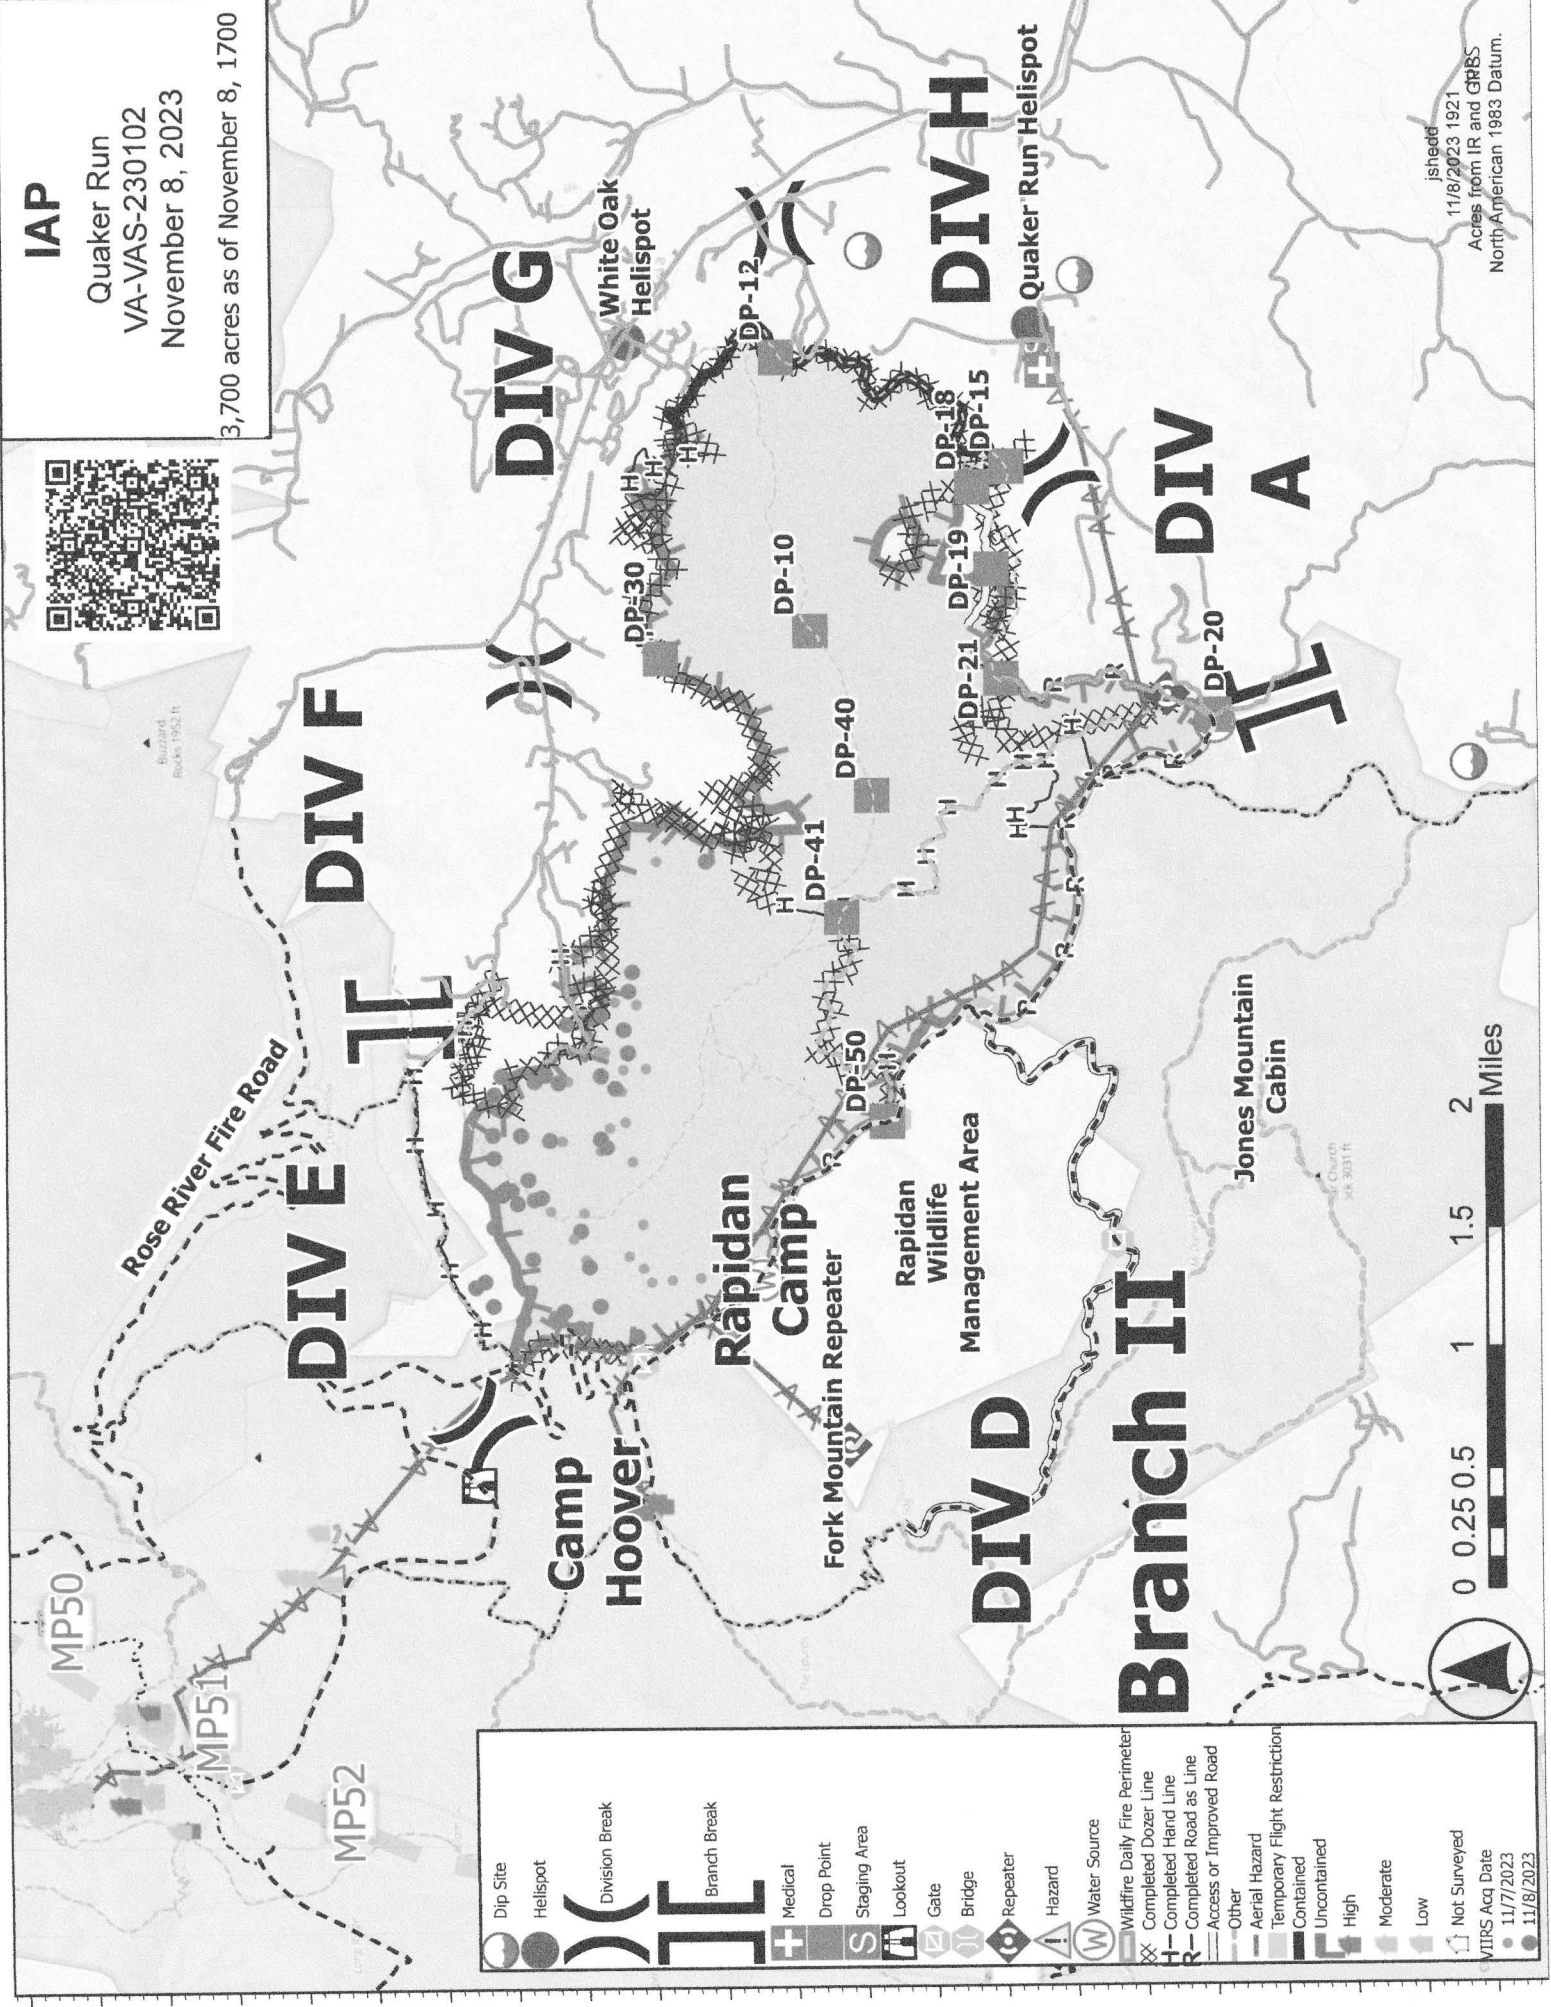 IAP
Quaker Run
VA-VAS-230102
November 8, 2023
3,700 acres as of November 8, 1700
MP50
MP51
MP52
Rose River Fire Road
Buzzard
Rocks 1952 ft
DIV E
DIV F
DIV G
White Oak
Helispot
DP-30
DP-12
DP-10
DP-40
DP-41
DIV H
Quaker Run Helispot
DP-18
DP-15
DP-19
DP-21
DP-20
DIV
A
DP-50
Camp
Hoover
Rapidan
Camp
Fork Mountain Repeater
Rapidan
Wildlife
Management Area
DIV D
Branch II
Jones Mountain
Cabin
0 0.25 0.5 1 1.5 2
Miles
jshedd
11/8/2023 1921
Acres from IR and GPS
North American 1983 Datum.
Dip Site
Helispot
Division Break
Branch Break
Medical
Drop Point
S Staging Area
Lookout
Gate
Bridge
Repeater
Hazard
W Water Source
Wildfire Daily Fire Perimeter
Completed Dozer Line
H Completed Hand Line
R Completed Road as Line
Access or Improved Road
Other
Aerial Hazard
Temporary Flight Restriction
Contained
Uncontained
High
Moderate
Low
Not Surveyed
VIIRS Acq Date
11/7/2023
11/8/2023